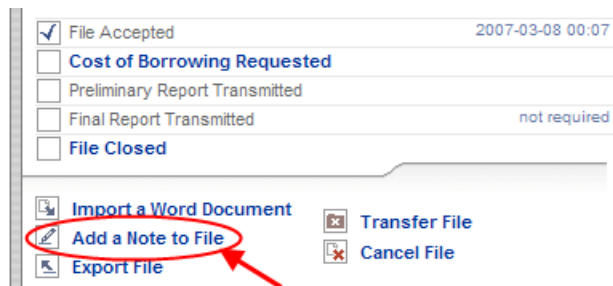 File Accepted 2007-03-08 00:07
Cost of Borrowing Requested
Preliminary Report Transmitted
Final Report Transmitted not required
File Closed
Import a Word Document
Add a Note to File
Export File
Transfer File
Cancel File